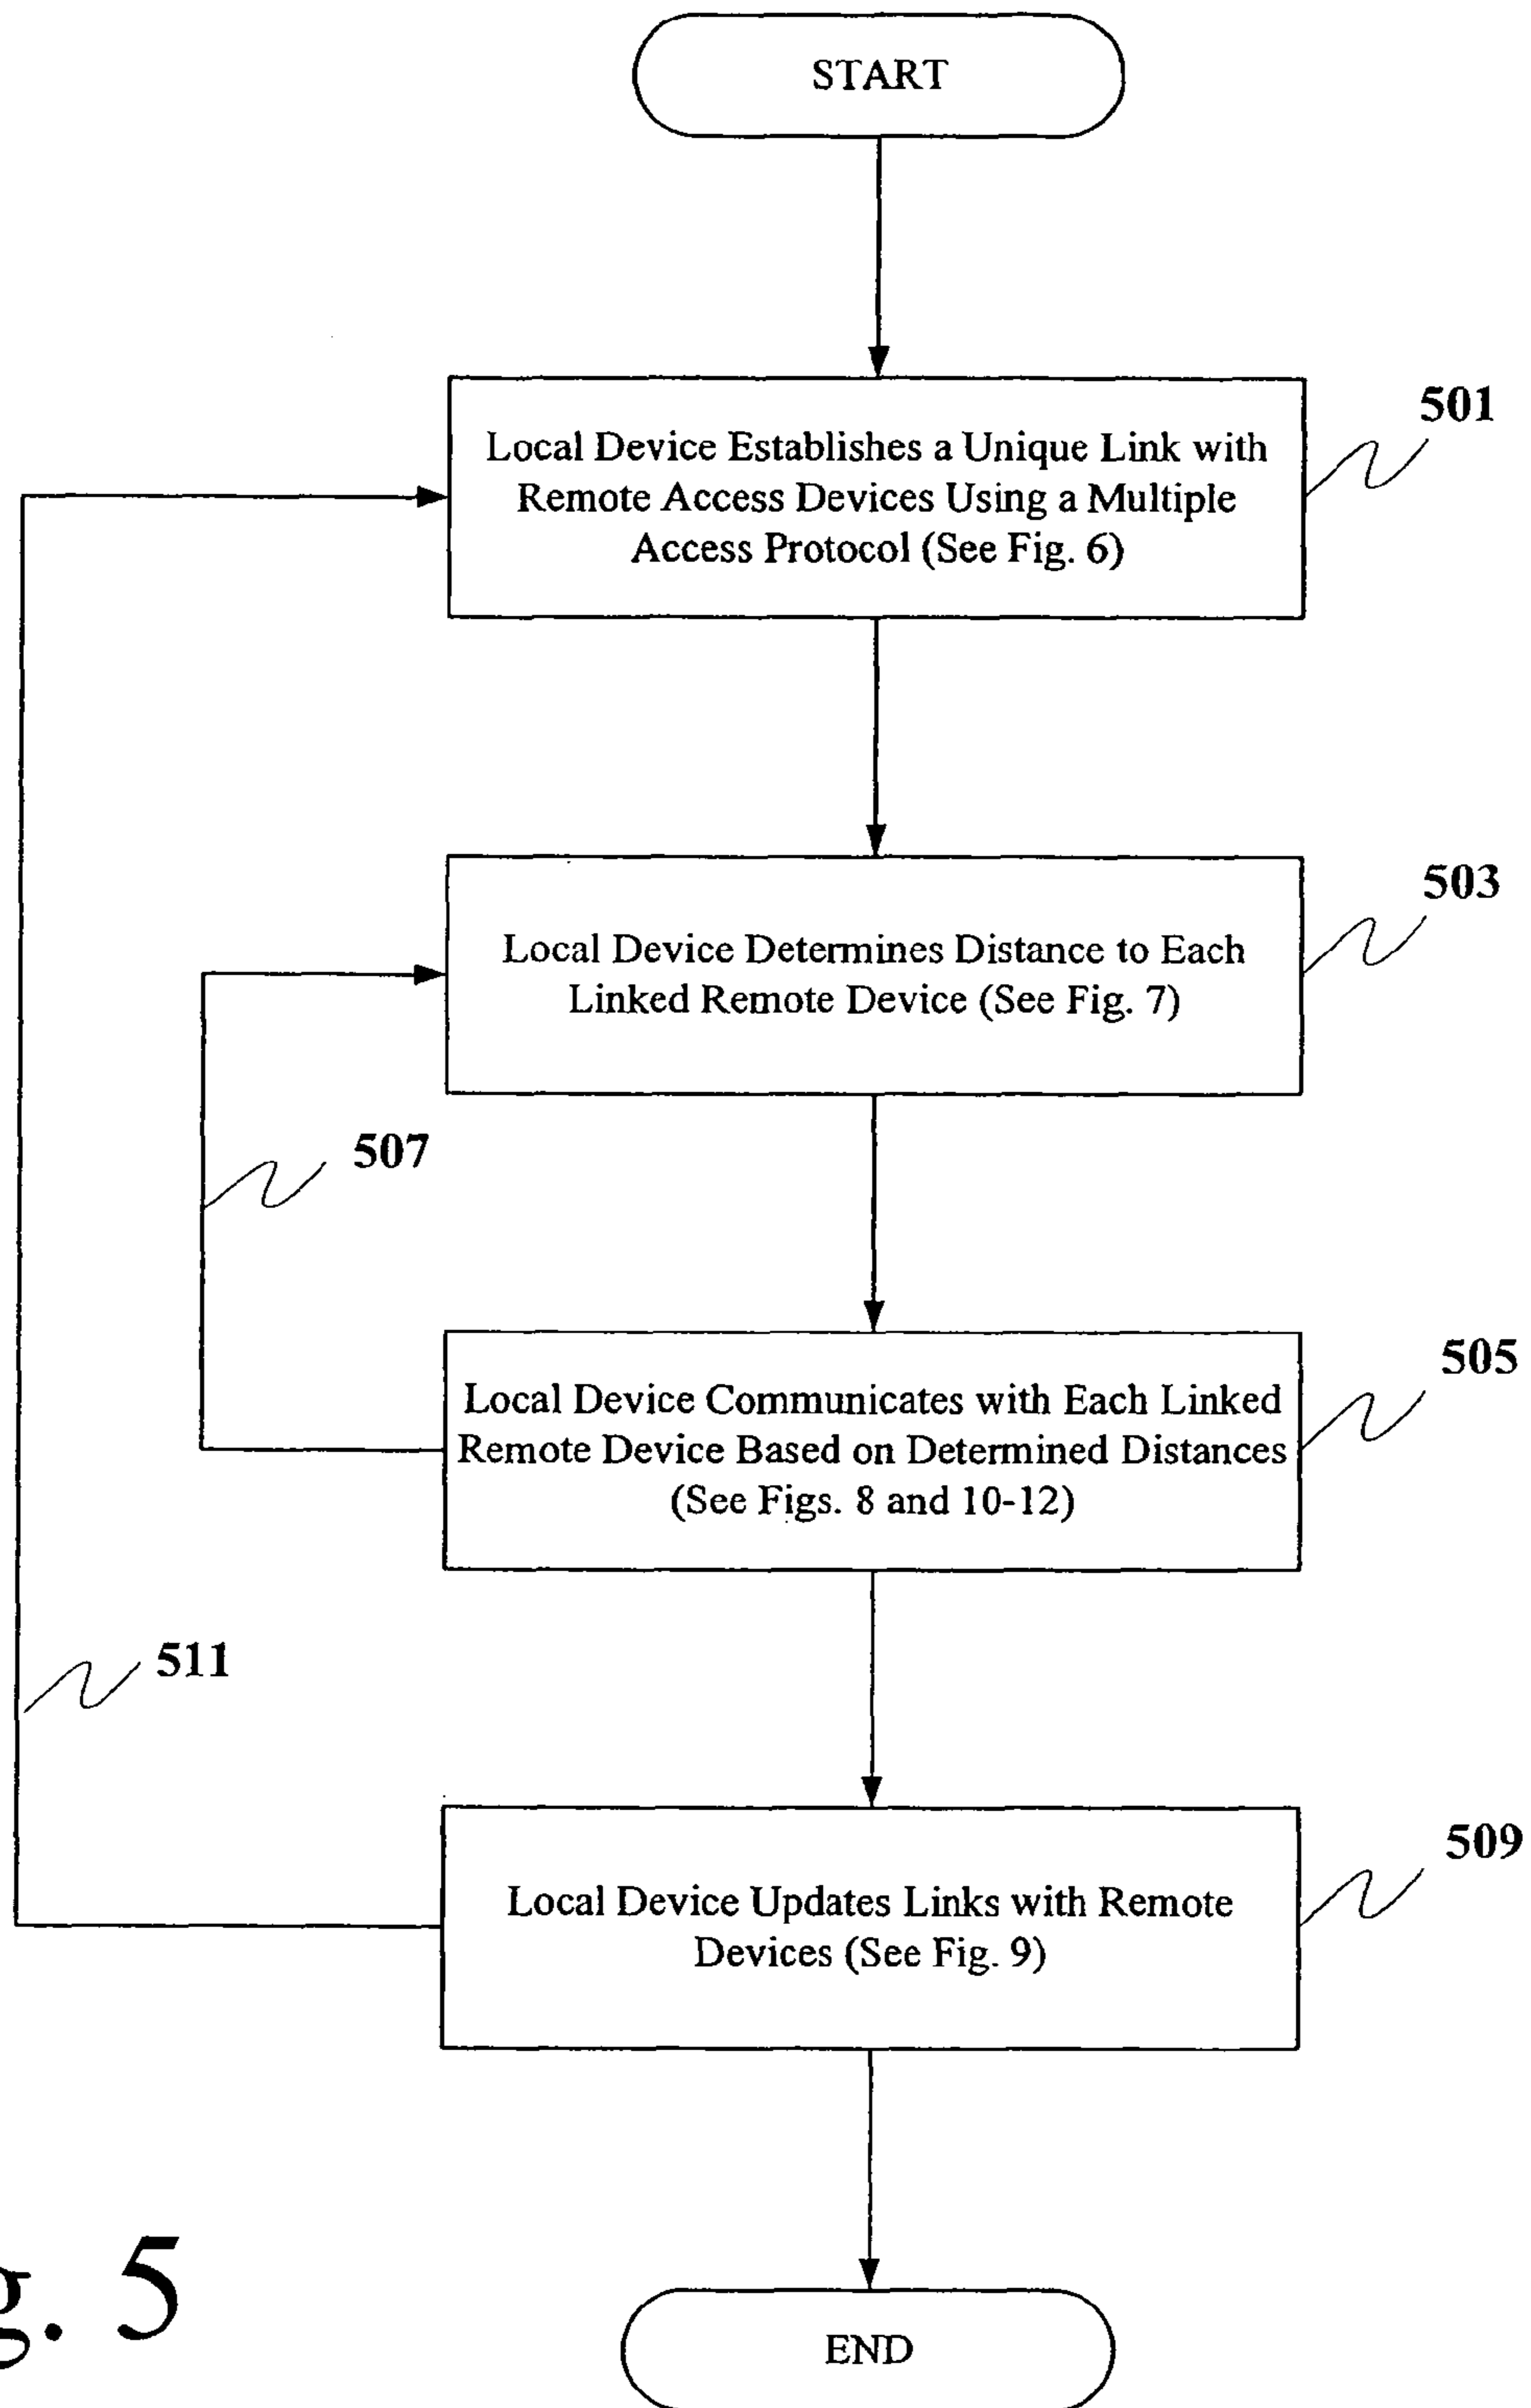 START
501
Local Device Establishes a Unique Link with
Remote Access Devices Using a Multiple
Access Protocol (See Fig. 6)
503
Local Device Determines Distance to Each
Linked Remote Device (See Fig. 7)
507
505
Local Device Communicates with Each Linked
Remote Device Based on Determined Distances
(See Figs. 8 and 10-12)
511
509
Local Device Updates Links with Remote
Devices (See Fig. 9)
g. 5
END